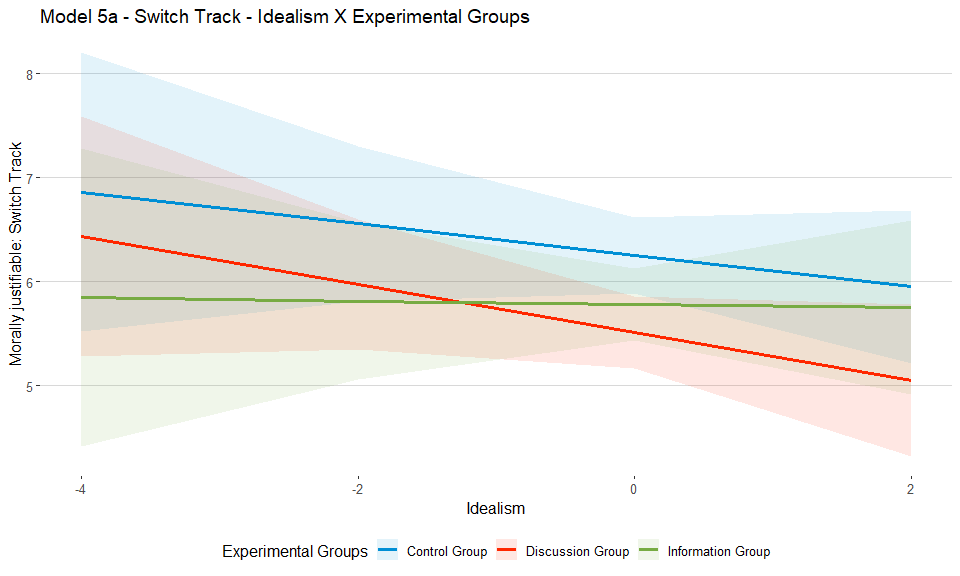 Model 5a - Switch Track - Idealism X Experimental Groups
Morally justifiable: Switch Track
8
7
6
5
-4
-2
0
2
Idealism
Experimental Groups
Control Group
Discussion Group
Information Group